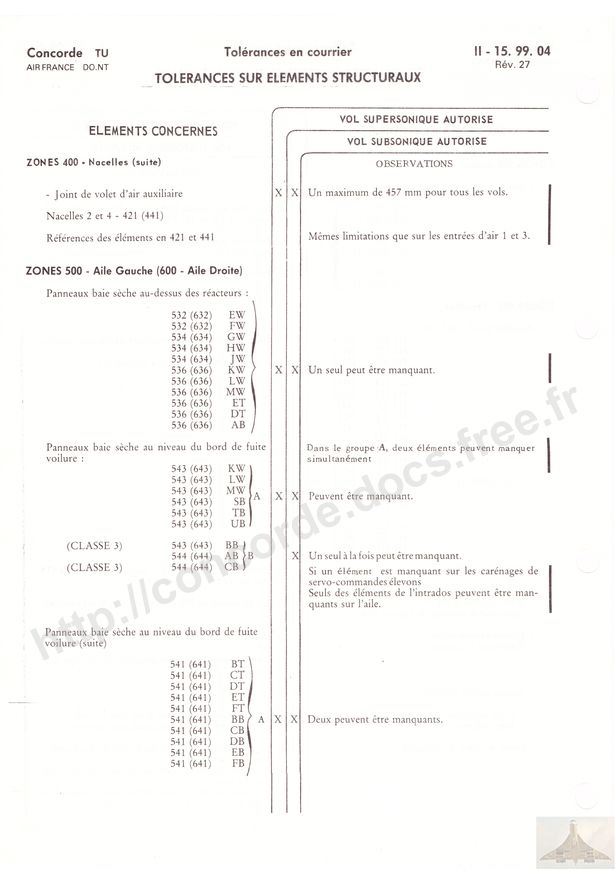 Concorde TU
Tolérances en courrier
II - 15. 99. 04
AIR FRANCE DO.NT
Rév. 27
TOLERANCES SUR ELEMENTS STRUCTURAUX
VOL SUPERSONIQUE AUTORISE
ELEMENTS CONCERNES
VOL SUBSONIQUE AUTORISE
ZONES 400 - Nacelles (suite)
OBSERVATIONS
- Joint de volet d'air auxiliaire X X Un maximum de 457 mm pour tous les vols.
Nacelles 2 et 4 - 421 (441)
Références des éléments en 421 et 441 Mêmes limitations que sur les entrées d'air 1 et 3.
ZONES 500 - Aile Gauche (600 - Aile Droite)
Panneaux baie sèche au-dessus des réacteurs :
532 (632) EW
532 (632) FW
534 (634) GW
534 (634) HW
534 (634) JW
536 (636) KW X X Un seul peut être manquant.
536 (636) LW
536 (636) MW
536 (636) ET
536 (636) DT
536 (636) AB
Panneaux baie sèche au niveau du bord de fuite Dans le groupe A, deux éléments peuvent manquer
voilure : simultanément
543 (643) KW
543 (643) LW
543 (643) MW
A X X Peuvent être manquant.
543 (643) SB
543 (643) TB
543 (643) UB
(CLASSE 3) 543 (643) BB
544 (644) AB B X Un seul à la fois peut être manquant.
(CLASSE 3) 544 (644) CB Si un élément est manquant sur les carénages de
servo-commandes élevons
Seuls des éléments de l'intrados peuvent être man-
quants sur l'aile.
Panneaux baie sèche au niveau du bord de fuite
voilure (suite)
541 (641) BT
541 (641) CT
541 (641) DT
541 (641) ET
541 (641) FT
541 (641) BB A X X Deux peuvent être manquants.
541 (641) CB
541 (641) DB
541 (641) EB
541 (641) FB
http://concorde.docs.free.fr